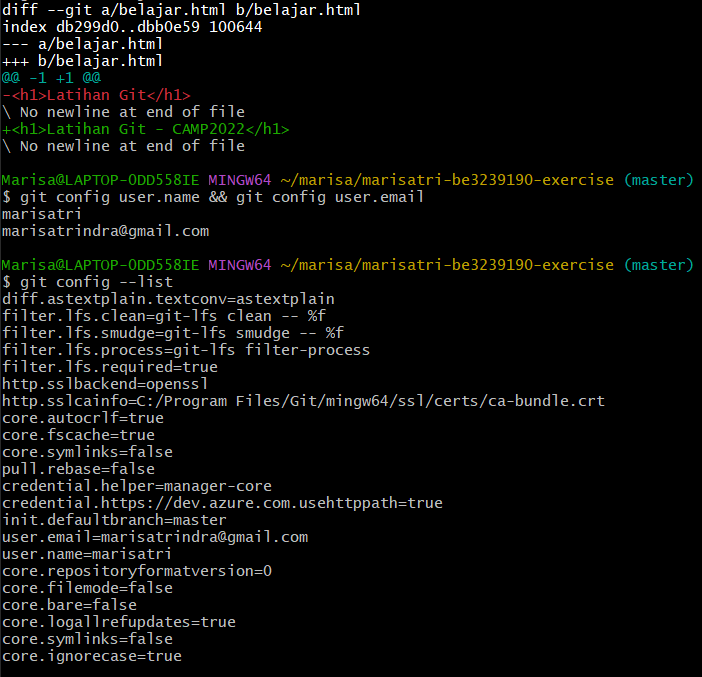 diff --git a/belajar.html b/belajar.html
index db299d0..dbb0e59 100644
--- a/belajar.html
+++ b/belajar.html
@@ -1 +1 @@
-<h1>Latihan Git</h1>
\ No newline at end of file
+<h1>Latihan Git - CAMP2022</h1>
\ No newline at end of file
Marisa@LAPTOP-0DD558IE MINGW64 ~/marisa/marisatri-be3239190-exercise (master)
$ git config user.name && git config user.email
marisatri
marisatrindra@gmail.com
Marisa@LAPTOP-0DD558IE MINGW64 ~/marisa/marisatri-be3239190-exercise (master)
$ git config --list
diff.astextplain.textconv=astextplain
filter.lfs.clean=git-lfs clean -- %f
filter.lfs.smudge=git-lfs smudge -- %f
filter.lfs.process=git-lfs filter-process
filter.lfs.required=true
http.sslbackend=openssl
http.sslcainfo=C:/Program Files/Git/mingw64/ssl/certs/ca-bundle.crt
core.autocrlf=true
core.fscache=true
core.symlinks=false
pull.rebase=false
credential.helper=manager-core
credential.https://dev.azure.com.usehttppath=true
init.defaultbranch=master
user.email=marisatrindra@gmail.com
user.name=marisatri
core.repositoryformatversion=0
core.filemode=false
core.bare=false
core.logallrefupdates=true
core.symlinks=false
core.ignorecase=true